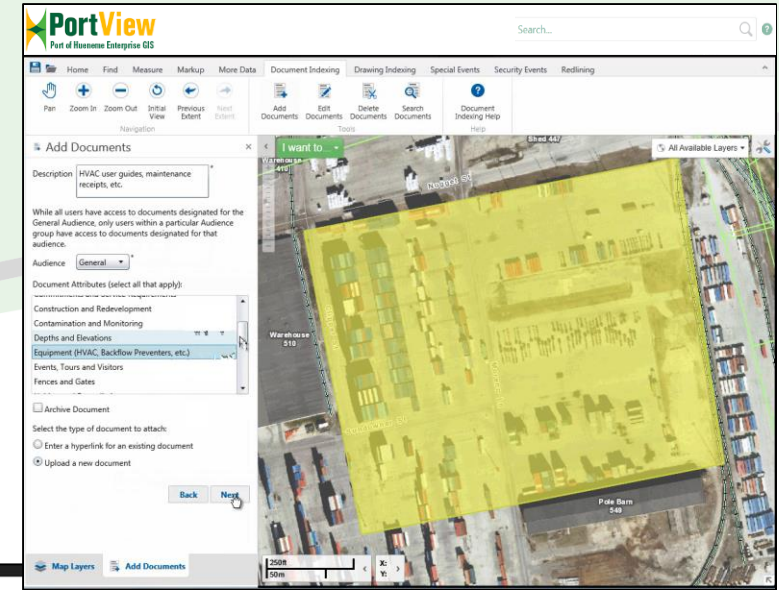 PortView
Port of Hueneme Enterprise GIS
Search...
Home Find Measure Markup More Data Document Indexing Drawing Indexing Special Events Security Events Redlining
Pan Zoom In Zoom Out Initial View Previous Extent Next Extent
Navigation
Add Documents Edit Documents Delete Documents Search Documents
Tools
Document Indexing Help
Help
Add Documents
Description
HVAC user guides, maintenance
receipts, etc.
*
While all users have access to documents designated for the
General Audience, only users within a particular Audience
group have access to documents designated for that
audience.
Audience General *
Document Attributes (select all that apply):
Construction and Redevelopment
Contamination and Monitoring
Depths and Elevations
Equipment (HVAC, Backflow Preventers, etc.)
Events, Tours and Visitors
Fences and Gates
Archive Document
Select the type of document to attach:
Enter a hyperlink for an existing document
Upload a new document
Back Next
Map Layers Add Documents
I want to...
All Available Layers
Shed 447
Warehouse
Warehouse
510
Pole Barn
549
250ft
50m
X:
Y: